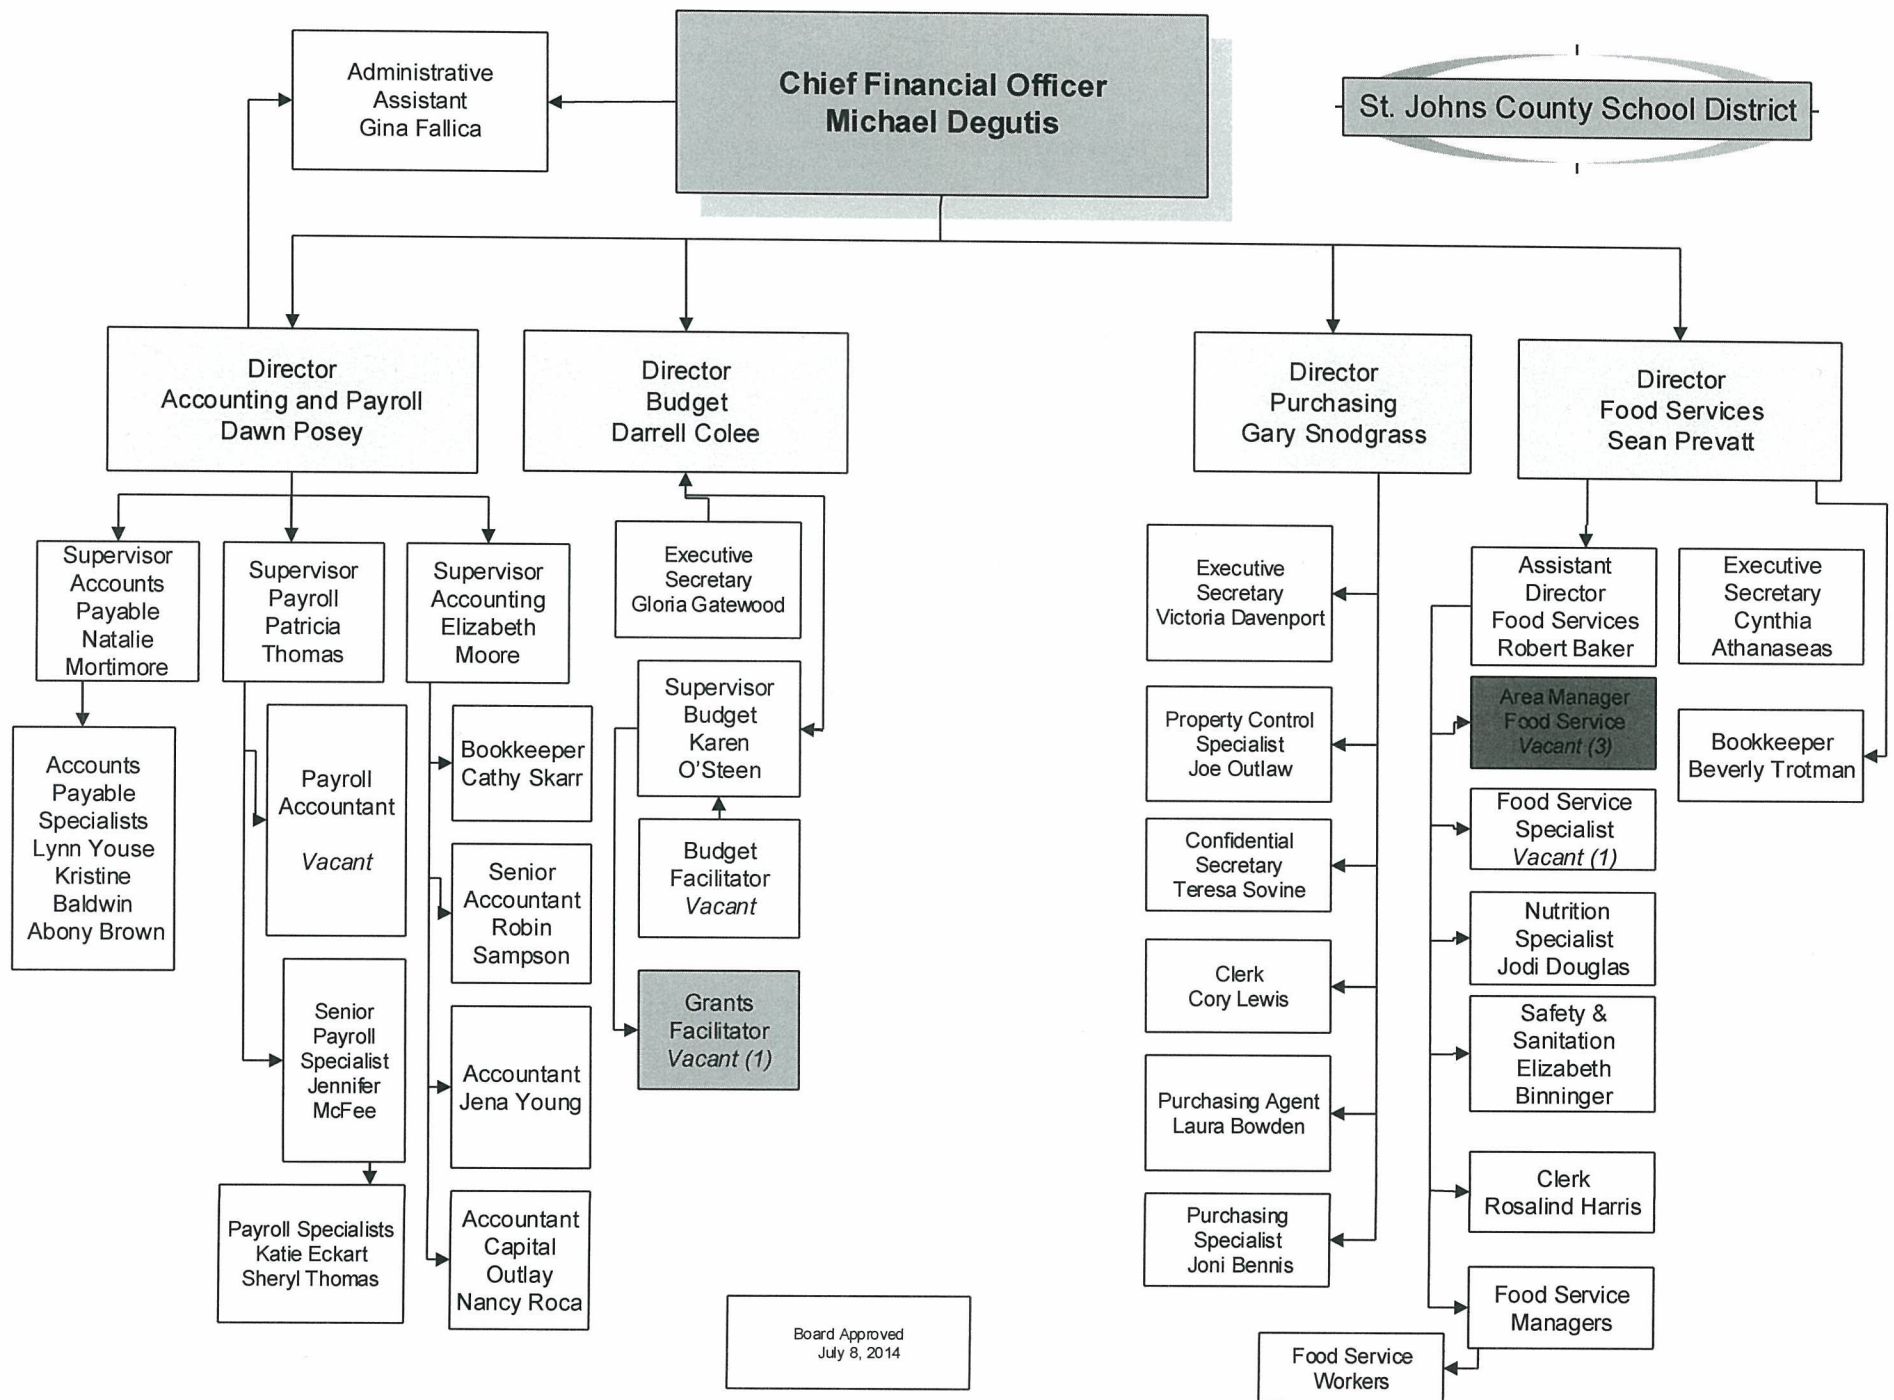 Administrative
Assistant
Gina Fallica
Chief Financial Officer
Michael Degutis
St. Johns County School District
Director
Accounting and Payroll
Dawn Posey
Director
Budget
Darrell Colee
Director
Purchasing
Gary Snodgrass
Director
Food Services
Sean Prevatt
Supervisor
Accounts
Payable
Natalie
Mortimore
Accounts
Payable
Specialists
Lynn Youse
Kristine
Baldwin
Abony Brown
Supervisor
Payroll
Patricia
Thomas
Payroll
Accountant
Vacant
Senior
Payroll
Specialist
Jennifer
McFee
Payroll Specialists
Katie Eckart
Sheryl Thomas
Supervisor
Accounting
Elizabeth
Moore
Bookkeeper
Cathy Skarr
Senior
Accountant
Robin
Sampson
Accountant
Jena Young
Accountant
Capital
Outlay
Nancy Roca
Executive
Secretary
Gloria Gatewood
Supervisor
Budget
Karen
O'Steen
Budget
Facilitator
Vacant
Grants
Facilitator
Vacant (1)
Executive
Secretary
Victoria Davenport
Property Control
Specialist
Joe Outlaw
Confidential
Secretary
Teresa Sovine
Clerk
Cory Lewis
Purchasing Agent
Laura Bowden
Purchasing
Specialist
Joni Bennis
Assistant
Director
Food Services
Robert Baker
Area Manager
Food Service
Vacant (3)
Food Service
Specialist
Vacant (1)
Nutrition
Specialist
Jodi Douglas
Safety &
Sanitation
Elizabeth
Binninger
Clerk
Rosalind Harris
Food Service
Managers
Food Service
Workers
Executive
Secretary
Cynthia
Athanaseas
Bookkeeper
Beverly Trotman
Board Approved
July 8, 2014